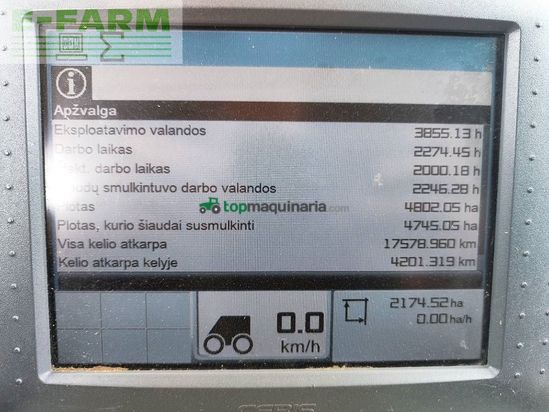 FARM
Apžvalga
Eksploatavimo valandos 3855.13 h
Darbo laikas 2274.45 h
darbo laikas 2000.18 h
smulkintuvo darbo valandos 2246.28 h
Plotas 4802.05 ha
topmaquinaria.com
Plotas, kurio šiaudai susmulkinti 4745.05 ha
Visa kelio atkarpa 17578.960 km
Kelio atkarpa kelyje 4201.319 km
0.0
km/h
2174.52 ha
0.00 ha/h
CEBIS